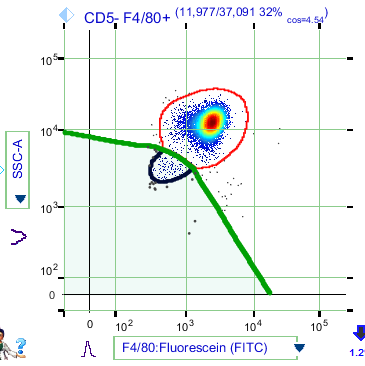 CD5- F4/80+ (11,977/37,091 32% cos=4.54)
10⁵
10⁴
SSC-A
10³
10²
0
0 10² 10³ 10⁴ 10⁵
F4/80:Fluorescein (FITC)
?
1.2